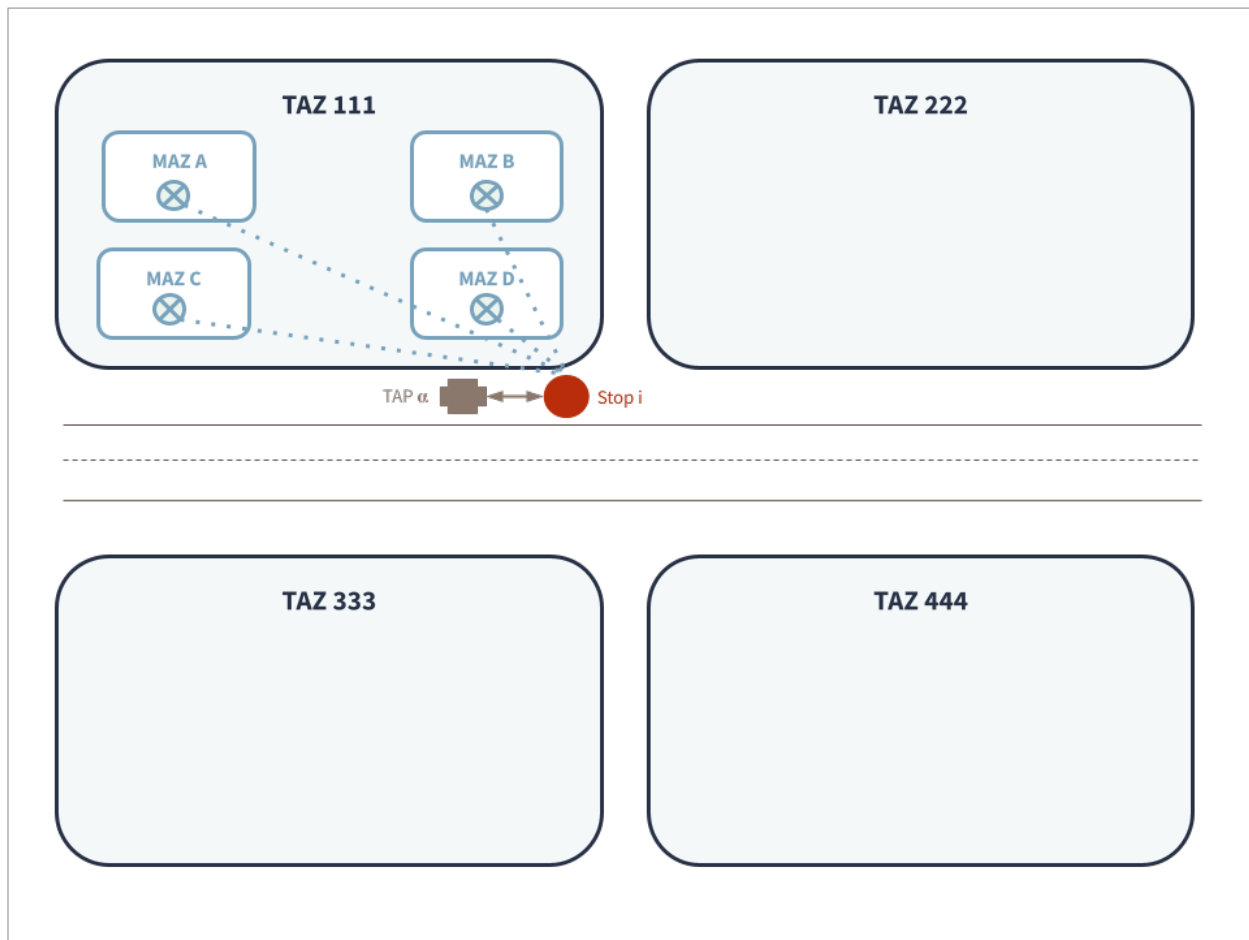 TAZ 111
TAZ 222
MAZ A
MAZ B
MAZ C
MAZ D
TAP α
Stop i
TAZ 333
TAZ 444